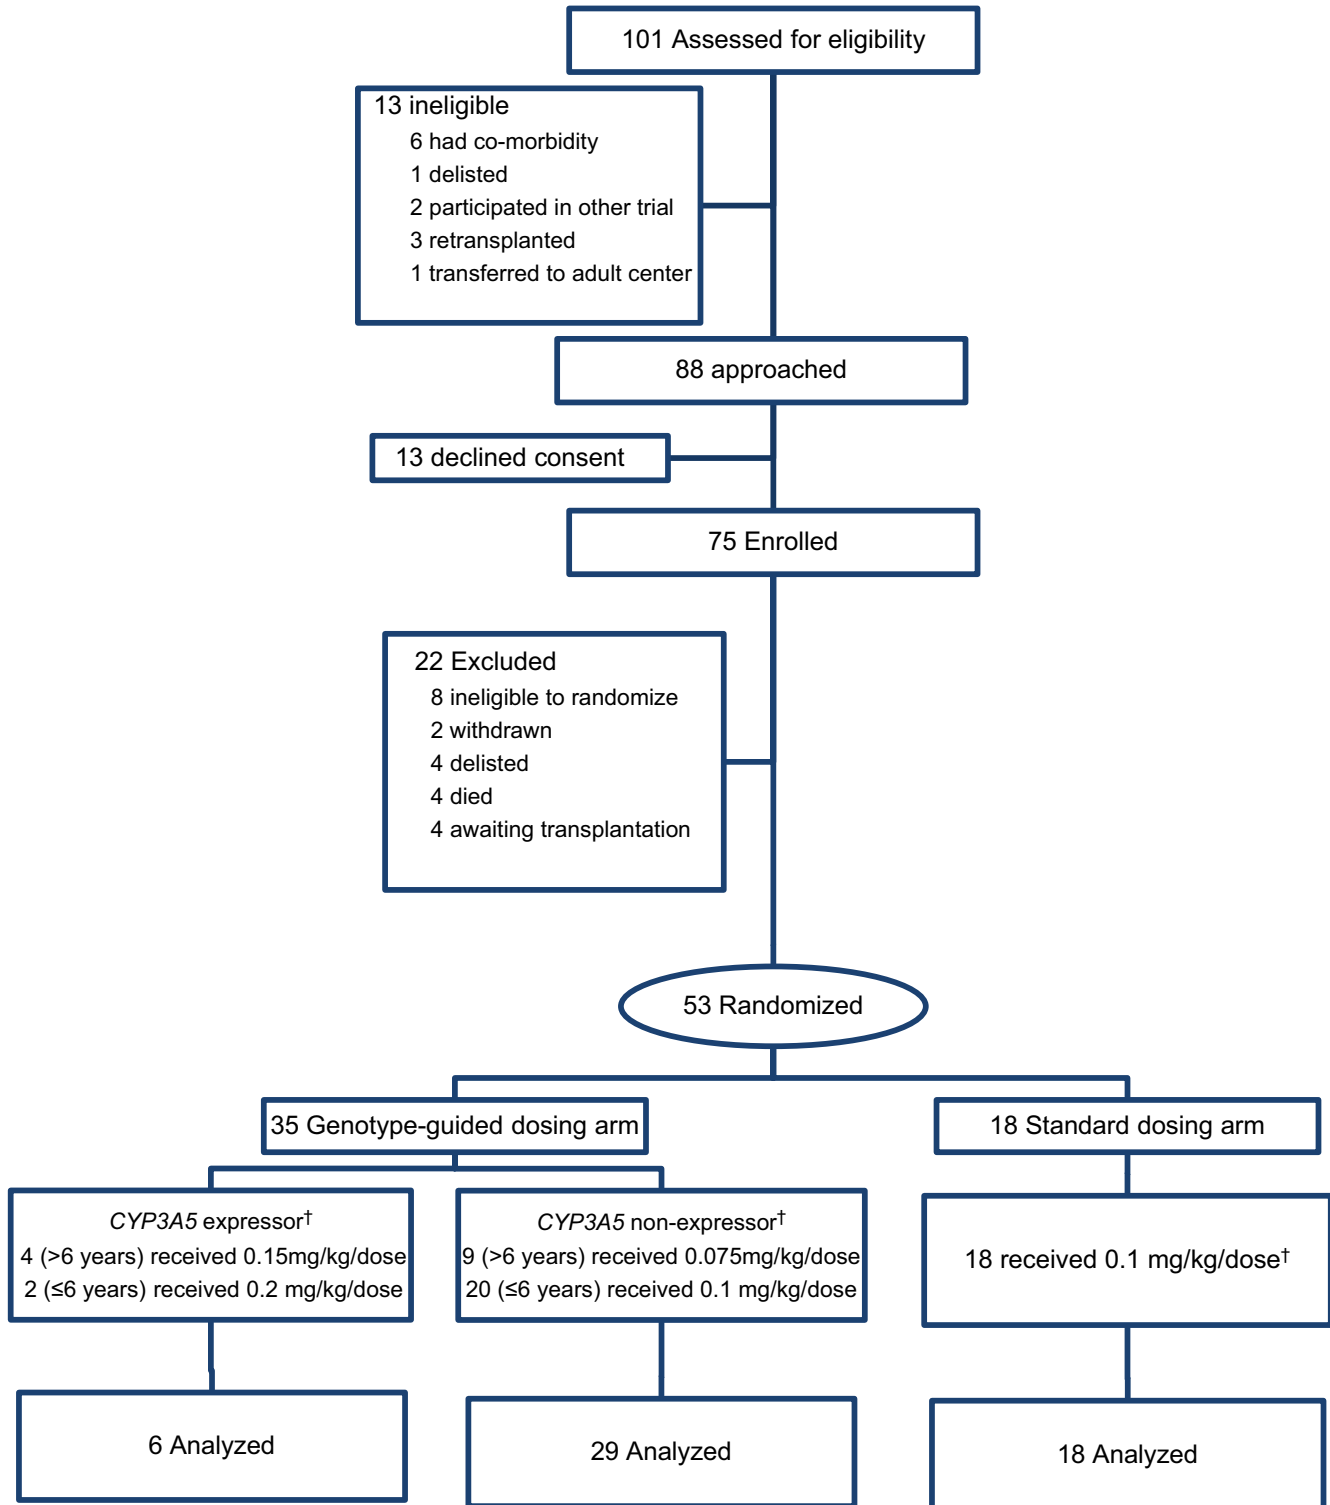 101 Assessed for eligibility
13 ineligible
6 had co-morbidity
1 delisted
2 participated in other trial
3 retransplanted
1 transferred to adult center
88 approached
13 declined consent
75 Enrolled
22 Excluded
8 ineligible to randomize
2 withdrawn
4 delisted
4 died
4 awaiting transplantation
53 Randomized
35 Genotype-guided dosing arm
18 Standard dosing arm
CYP3A5 expressor†
4 (>6 years) received 0.15mg/kg/dose
2 (≤6 years) received 0.2 mg/kg/dose
CYP3A5 non-expressor†
9 (>6 years) received 0.075mg/kg/dose
20 (≤6 years) received 0.1 mg/kg/dose
18 received 0.1 mg/kg/dose†
6 Analyzed
29 Analyzed
18 Analyzed